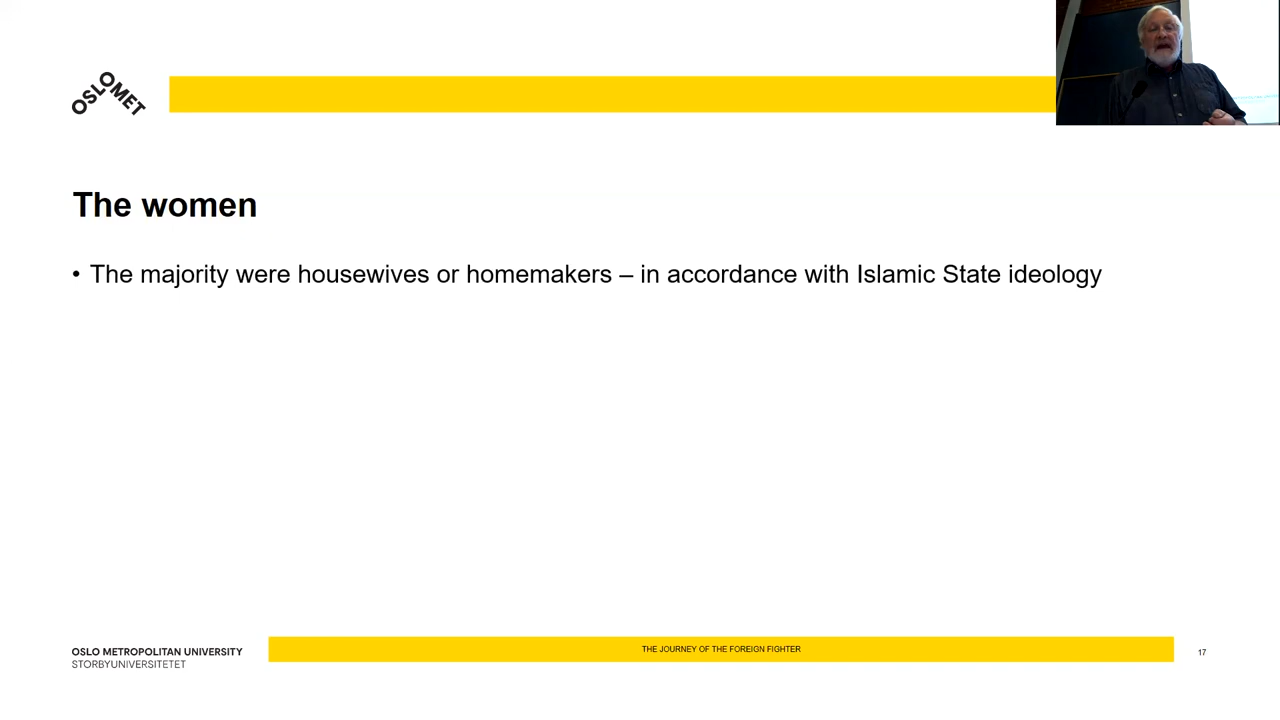 OSLOMET
The women
• The majority were housewives or homemakers – in accordance with Islamic State ideology
OSLO METROPOLITAN UNIVERSITY
STORBYUNIVERSITETET
THE JOURNEY OF THE FOREIGN FIGHTER
17